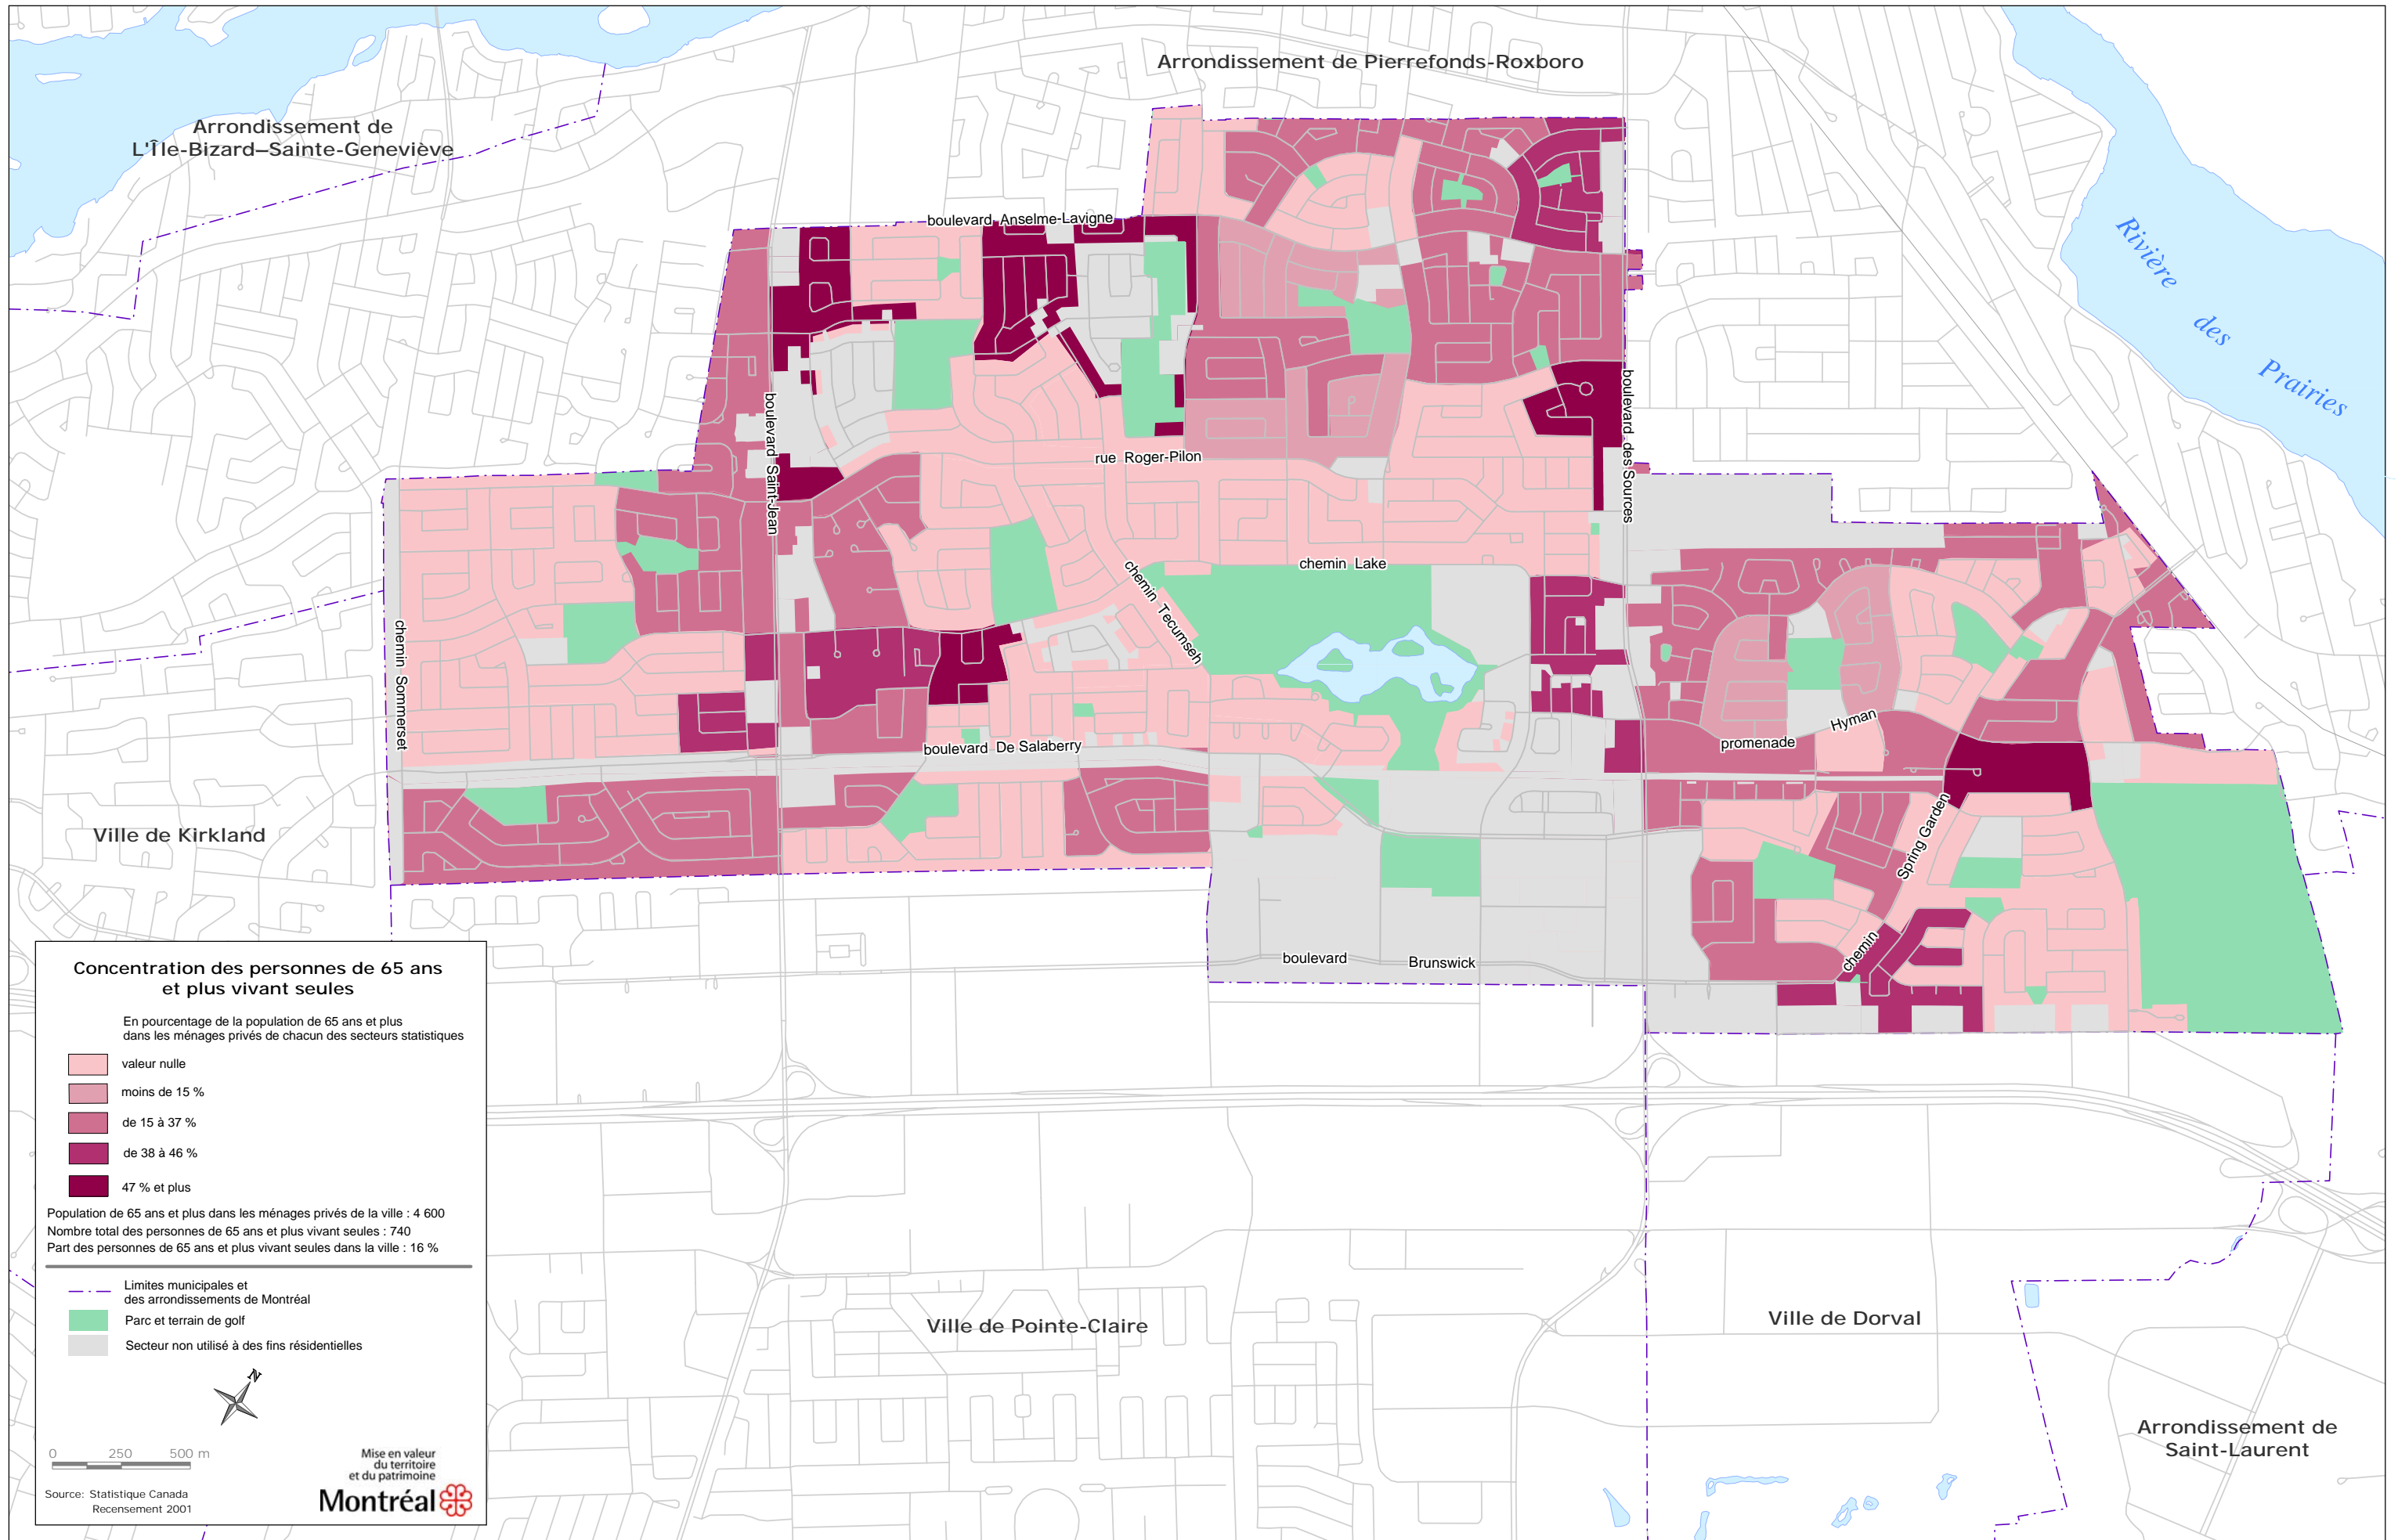 Arrondissement de Pierrefonds-Roxboro
Arrondissement de
L'Île-Bizard–Sainte-Geneviève
Rivière
des
Prairies
boulevard Anselme-Lavigne
boulevard Saint-Jean
boulevard des Sources
rue Roger-Pilon
chemin Lake
chemin Tecumseh
chemin Sommerset
boulevard De Salaberry
promenade Hyman
chemin Spring Garden
boulevard Brunswick
Ville de Kirkland
Ville de Pointe-Claire
Ville de Dorval
Arrondissement de
Saint-Laurent
Concentration des personnes de 65 ans
et plus vivant seules
En pourcentage de la population de 65 ans et plus
dans les ménages privés de chacun des secteurs statistiques
valeur nulle
moins de 15 %
de 15 à 37 %
de 38 à 46 %
47 % et plus
Population de 65 ans et plus dans les ménages privés de la ville : 4 600
Nombre total des personnes de 65 ans et plus vivant seules : 740
Part des personnes de 65 ans et plus vivant seules dans la ville : 16 %
Limites municipales et
des arrondissements de Montréal
Parc et terrain de golf
Secteur non utilisé à des fins résidentielles
N
0 250 500 m
Mise en valeur
du territoire
et du patrimoine
Montréal
Source: Statistique Canada
Recensement 2001